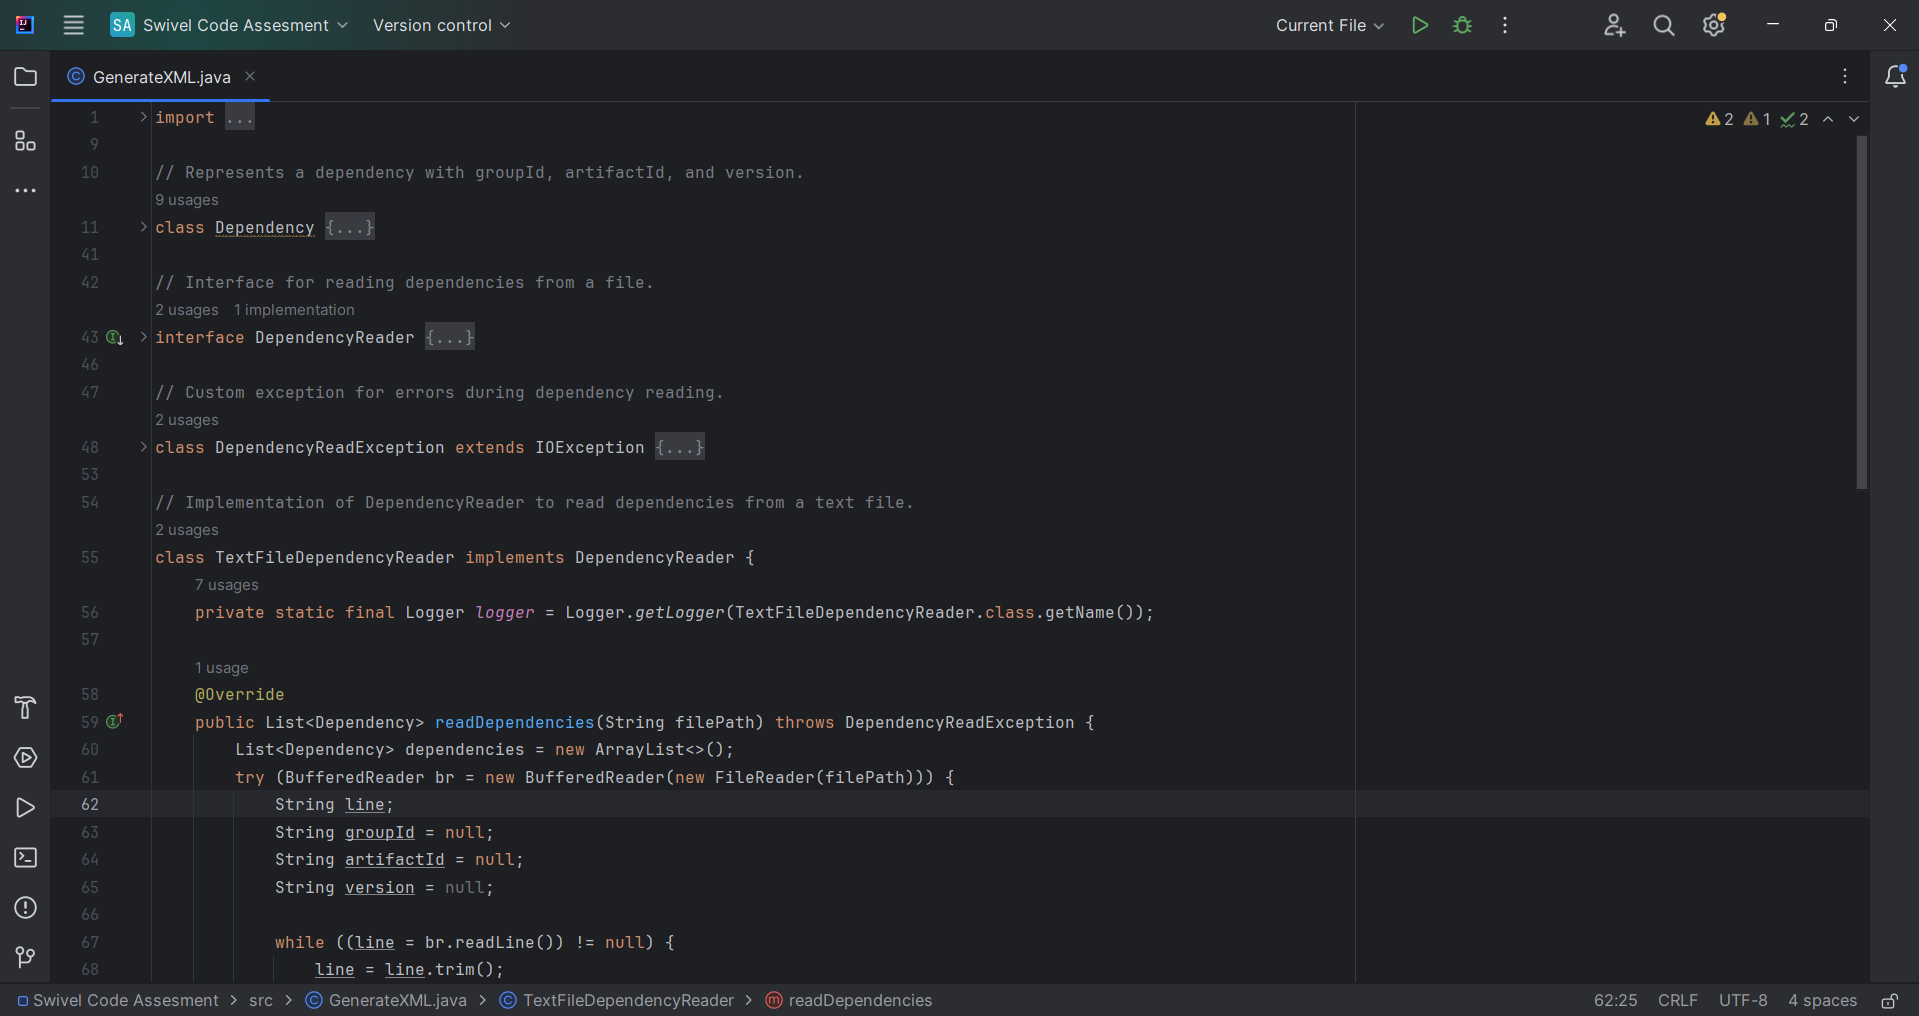 SA Swivel Code Assesment Version control Current File
GenerateXML.java
2 1 2
1 import ...
9
10 // Represents a dependency with groupId, artifactId, and version.
9 usages
11 class Dependency {...}
41
42 // Interface for reading dependencies from a file.
2 usages 1 implementation
43 interface DependencyReader {...}
46
47 // Custom exception for errors during dependency reading.
2 usages
48 class DependencyReadException extends IOException {...}
53
54 // Implementation of DependencyReader to read dependencies from a text file.
2 usages
55 class TextFileDependencyReader implements DependencyReader {
7 usages
56 private static final Logger logger = Logger.getLogger(TextFileDependencyReader.class.getName());
57
1 usage
58 @Override
59 public List<Dependency> readDependencies(String filePath) throws DependencyReadException {
60 List<Dependency> dependencies = new ArrayList<>();
61 try (BufferedReader br = new BufferedReader(new FileReader(filePath))) {
62 String line;
63 String groupId = null;
64 String artifactId = null;
65 String version = null;
66
67 while ((line = br.readLine()) != null) {
68 line = line.trim();
Swivel Code Assesment > src > GenerateXML.java > TextFileDependencyReader > readDependencies 62:25 CRLF UTF-8 4 spaces